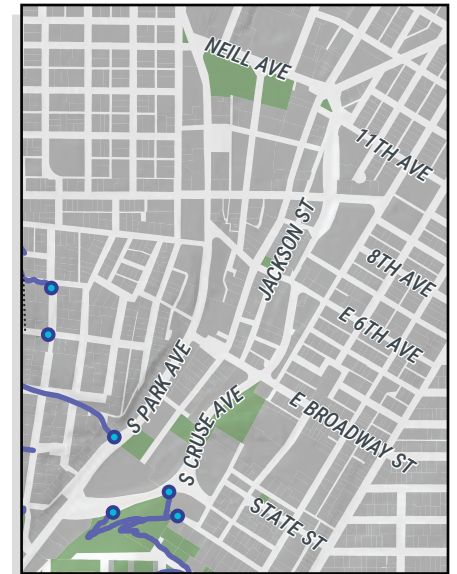 NEILL AVE
11TH AVE
JACKSON ST
8TH AVE
E 6TH AVE
S PARK AVE
S CRUSE AVE
E BROADWAY ST
STATE ST